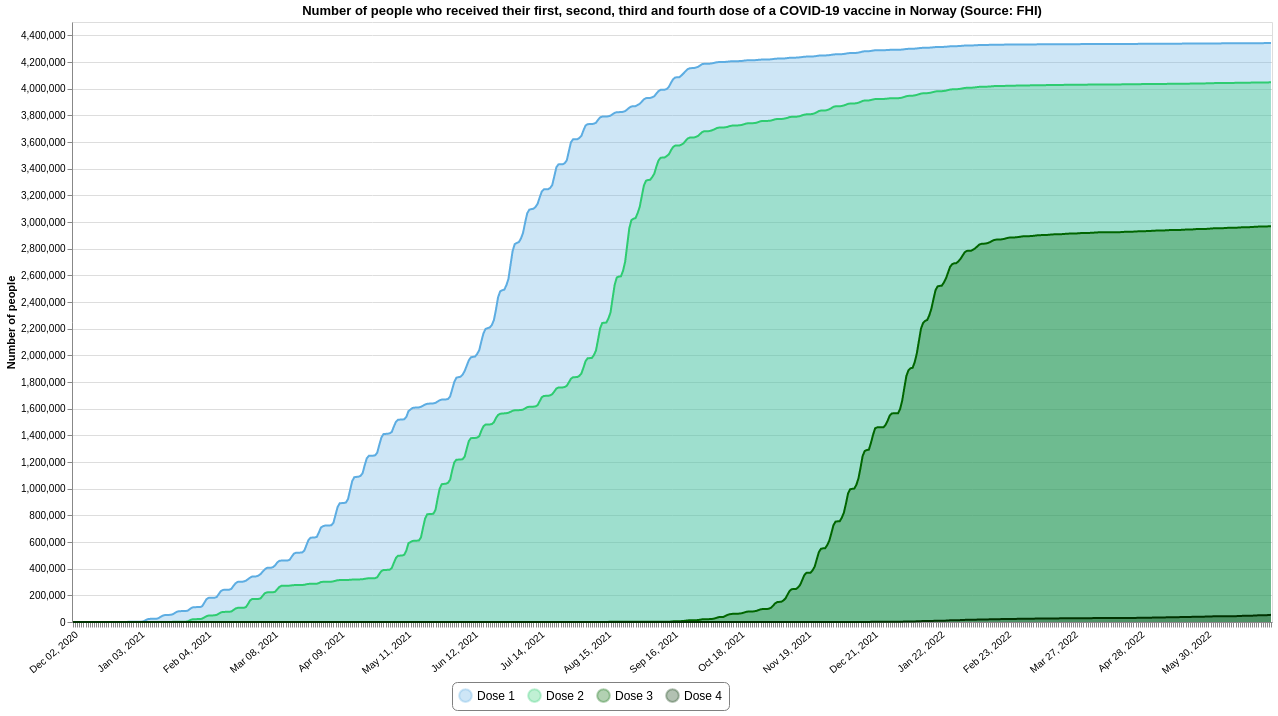 Number of people who received their first, second, third and fourth dose of a COVID-19 vaccine in Norway (Source: FHI)
Number of people
4,400,000
4,200,000
4,000,000
3,800,000
3,600,000
3,400,000
3,200,000
3,000,000
2,800,000
2,600,000
2,400,000
2,200,000
2,000,000
1,800,000
1,600,000
1,400,000
1,200,000
1,000,000
800,000
600,000
400,000
200,000
0
Dec 02, 2020
Jan 03, 2021
Feb 04, 2021
Mar 08, 2021
Apr 09, 2021
May 11, 2021
Jun 12, 2021
Jul 14, 2021
Aug 15, 2021
Sep 16, 2021
Oct 18, 2021
Nov 19, 2021
Dec 21, 2021
Jan 22, 2022
Feb 23, 2022
Mar 27, 2022
Apr 28, 2022
May 30, 2022
Dose 1 Dose 2 Dose 3 Dose 4